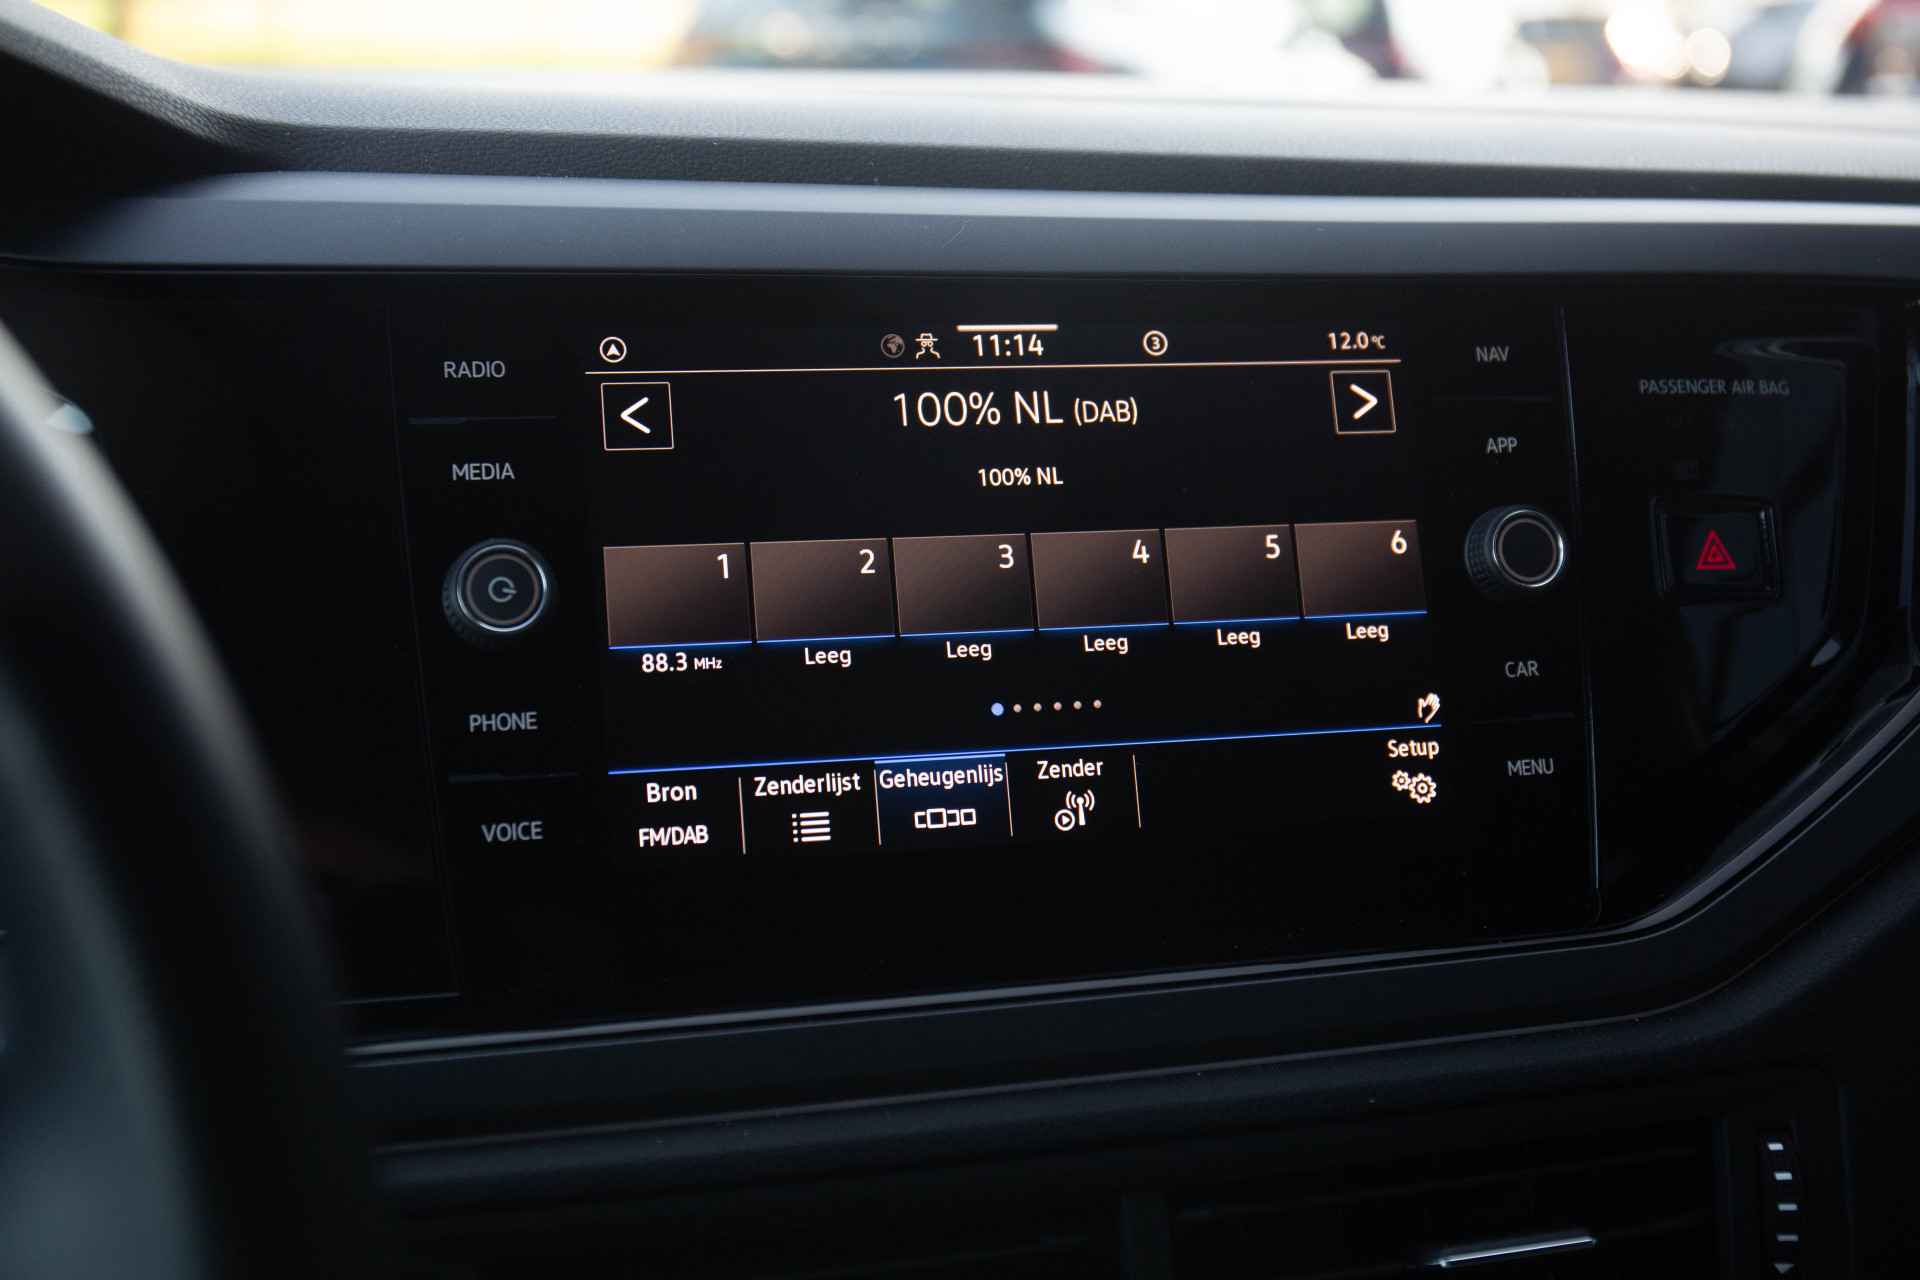 RADIO
MEDIA
PHONE
VOICE
11:14
3
12.0 °C
<
100% NL (DAB)
>
100% NL
1
2
3
4
5
6
88.3 MHz
Leeg
Leeg
Leeg
Leeg
Leeg
Bron
FM/DAB
Zenderlijst
Geheugenlijs
Zender
Setup
NAV
APP
CAR
MENU
PASSENGER AIR BAG